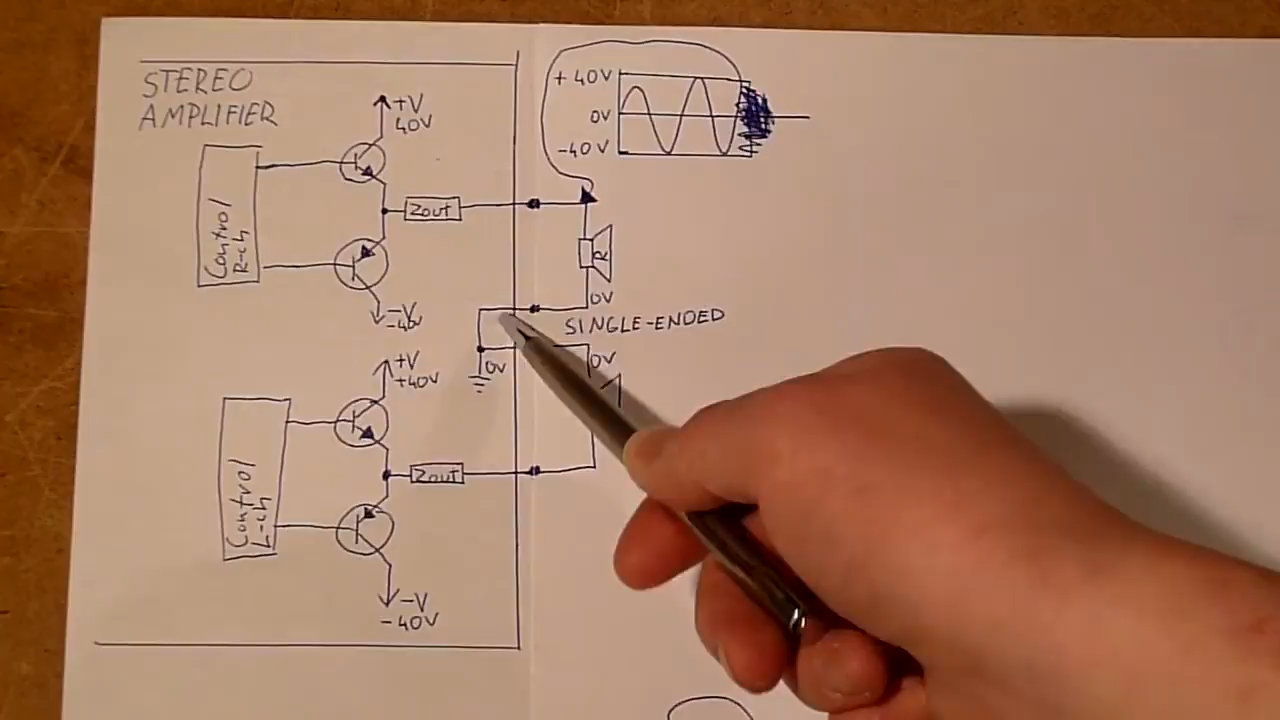 STEREO
AMPLIFIER
+V
40V
Control
R-ch
Zout
-V
-40V
+40V
0V
-40V
R
0V
SINGLE-ENDED
0V
0V
+V
+40V
Control
L-ch
Zout
-V
-40V